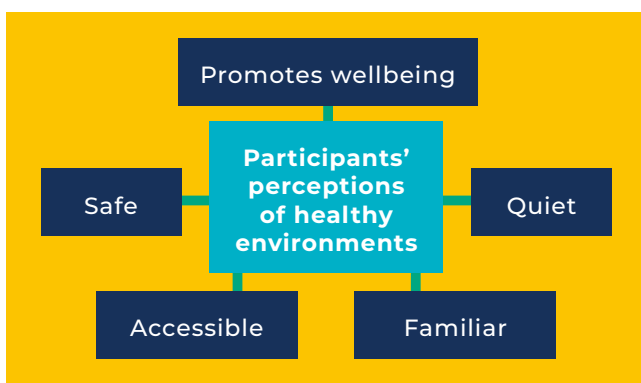 Promotes wellbeing
Participants’
perceptions
of healthy
environments
Safe
Quiet
Accessible
Familiar